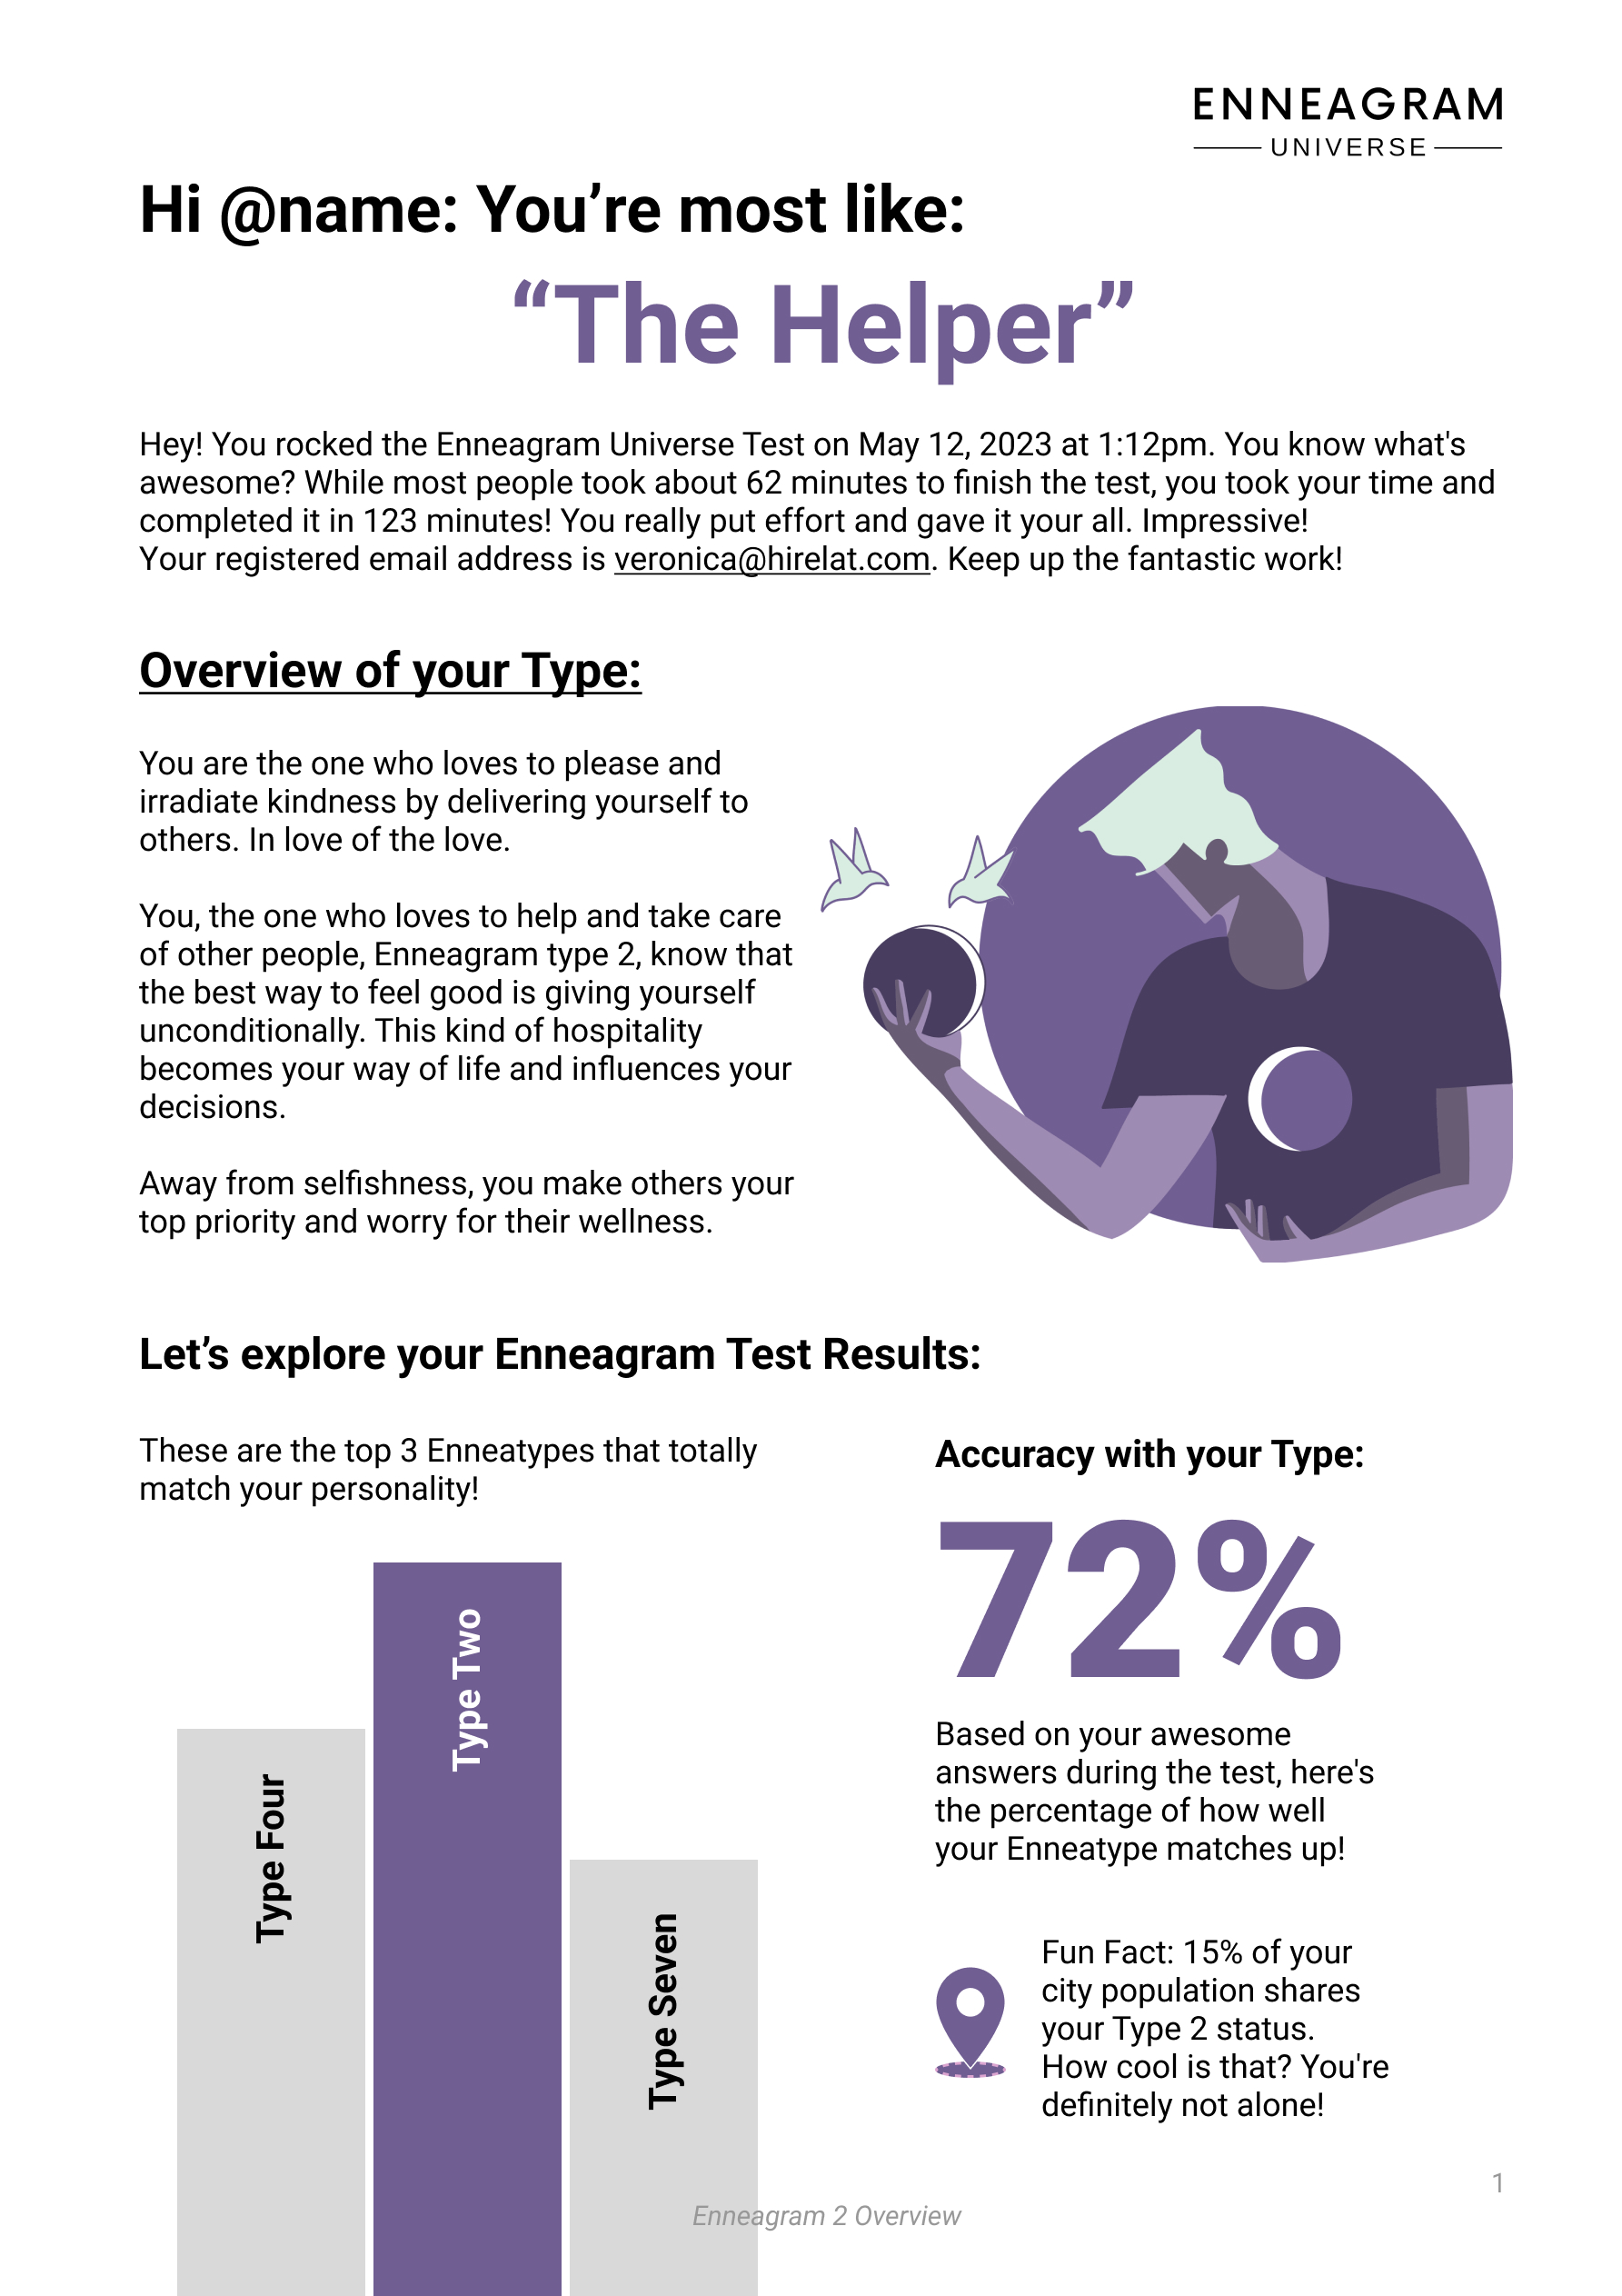 ENNEAGRAM
UNIVERSE
Hi @name: You’re most like:
“The Helper”
Hey! You rocked the Enneagram Universe Test on May 12, 2023 at 1:12pm. You know what's
awesome? While most people took about 62 minutes to finish the test, you took your time and
completed it in 123 minutes! You really put effort and gave it your all. Impressive!
Your registered email address is veronica@hirelat.com. Keep up the fantastic work!
Overview of your Type:
You are the one who loves to please and
irradiate kindness by delivering yourself to
others. In love of the love.
You, the one who loves to help and take care
of other people, Enneagram type 2, know that
the best way to feel good is giving yourself
unconditionally. This kind of hospitality
becomes your way of life and influences your
decisions.
Away from selfishness, you make others your
top priority and worry for their wellness.
Let’s explore your Enneagram Test Results:
These are the top 3 Enneatypes that totally
match your personality!
Type Four
Type Two
Type Seven
Accuracy with your Type:
72%
Based on your awesome
answers during the test, here's
the percentage of how well
your Enneatype matches up!
Fun Fact: 15% of your
city population shares
your Type 2 status.
How cool is that? You're
definitely not alone!
1
Enneagram 2 Overview